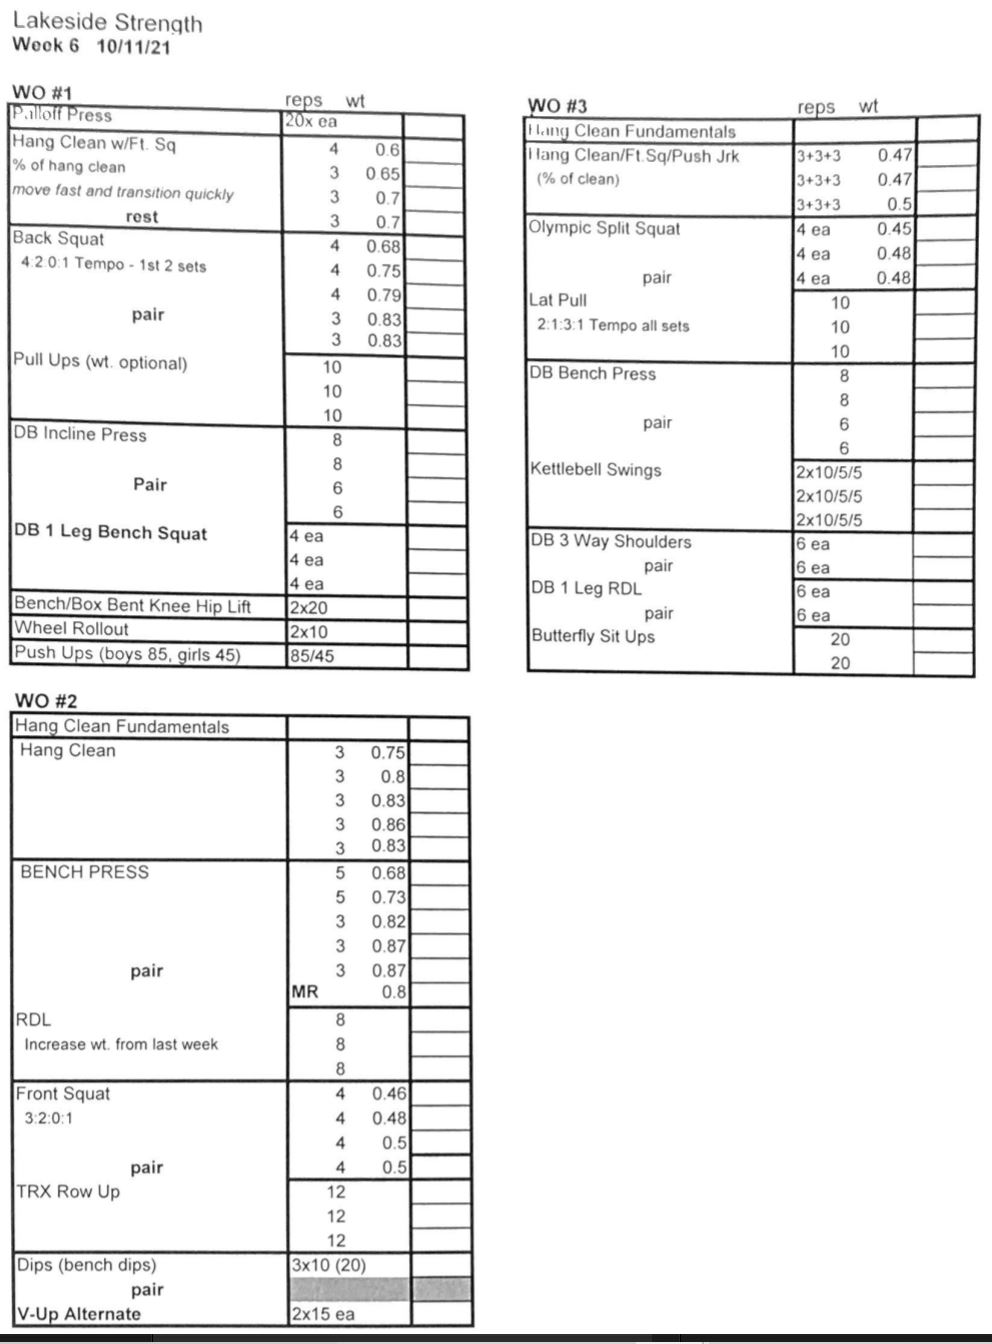 Lakeside Strength
Week 6 10/11/21
WO #1 reps wt
Palloff Press 20x ea
Hang Clean w/Ft. Sq 4 0.6
% of hang clean 3 0.65
move fast and transition quickly 3 0.7
rest 3 0.7
Back Squat 4 0.68
4:2:0:1 Tempo - 1st 2 sets 4 0.75
4 0.79
pair 3 0.83
3 0.83
Pull Ups (wt. optional) 10
10
10
DB Incline Press 8
8
Pair 6
6
DB 1 Leg Bench Squat 4 ea
4 ea
4 ea
Bench/Box Bent Knee Hip Lift 2x20
Wheel Rollout 2x10
Push Ups (boys 85, girls 45) 85/45
WO #2
Hang Clean Fundamentals
Hang Clean 3 0.75
3 0.8
3 0.83
3 0.86
3 0.83
BENCH PRESS 5 0.68
5 0.73
3 0.82
3 0.87
pair 3 0.87
MR 0.8
RDL 8
Increase wt. from last week 8
8
Front Squat 4 0.46
3:2:0:1 4 0.48
4 0.5
pair 4 0.5
TRX Row Up 12
12
12
Dips (bench dips) 3x10 (20)
pair
V-Up Alternate 2x15 ea
WO #3 reps wt
Hang Clean Fundamentals
Hang Clean/Ft.Sq/Push Jrk 3+3+3 0.47
(% of clean) 3+3+3 0.47
3+3+3 0.5
Olympic Split Squat 4 ea 0.45
4 ea 0.48
pair 4 ea 0.48
Lat Pull 10
2:1:3:1 Tempo all sets 10
10
DB Bench Press 8
8
pair 6
6
Kettlebell Swings 2x10/5/5
2x10/5/5
2x10/5/5
DB 3 Way Shoulders 6 ea
pair 6 ea
DB 1 Leg RDL 6 ea
pair 6 ea
Butterfly Sit Ups 20
20